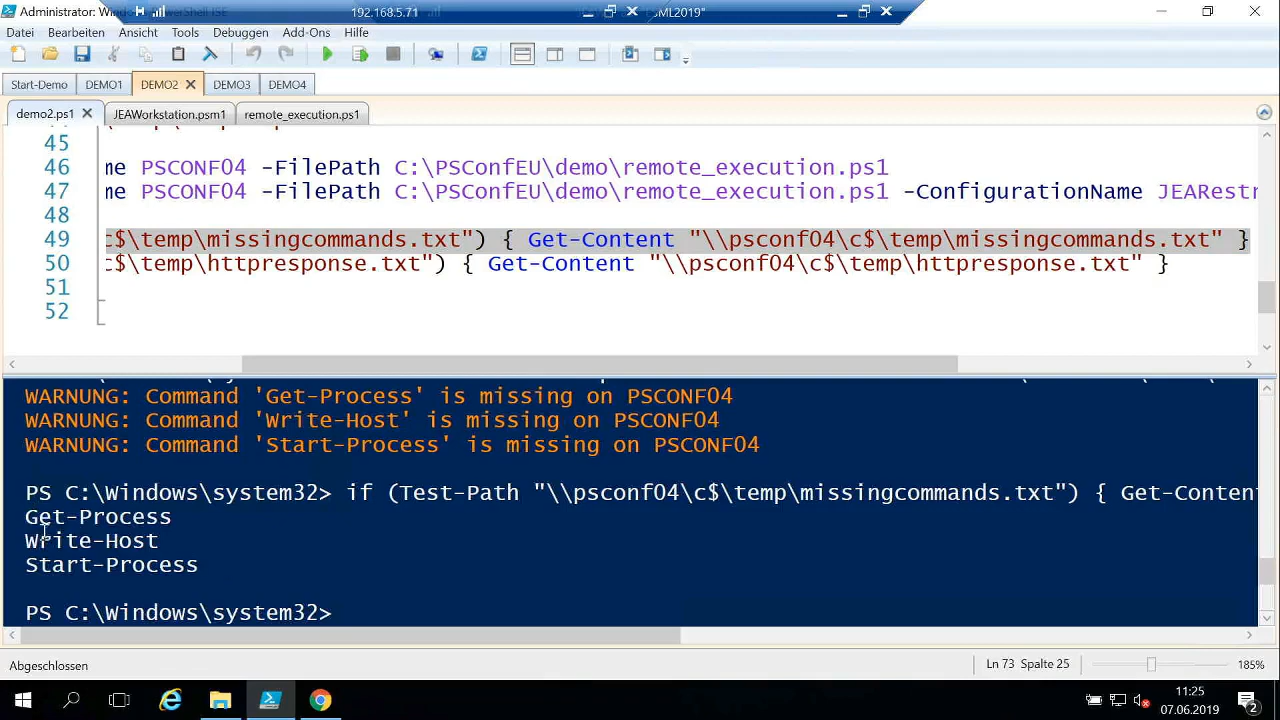 Administrator: Windows PowerShell ISE
192.168.5.71
SML2019"
Datei Bearbeiten Ansicht Tools Debuggen Add-Ons Hilfe
Start-Demo DEMO1 DEMO2 DEMO3 DEMO4
demo2.ps1 JEAWorkstation.psm1 remote_execution.ps1
45
46 me PSCONF04 -FilePath C:\PSConfEU\demo\remote_execution.ps1
47 me PSCONF04 -FilePath C:\PSConfEU\demo\remote_execution.ps1 -ConfigurationName JEARestr
48
49 c$\temp\missingcommands.txt") { Get-Content "\\psconf04\c$\temp\missingcommands.txt" }
50 c$\temp\httpresponse.txt") { Get-Content "\\psconf04\c$\temp\httpresponse.txt" }
51
52
WARNUNG: Command 'Get-Process' is missing on PSCONF04
WARNUNG: Command 'Write-Host' is missing on PSCONF04
WARNUNG: Command 'Start-Process' is missing on PSCONF04
PS C:\Windows\system32> if (Test-Path "\\psconf04\c$\temp\missingcommands.txt") { Get-Content
Get-Process
Write-Host
Start-Process
PS C:\Windows\system32>
Abgeschlossen
Ln 73 Spalte 25
185%
11:25
07.06.2019
2